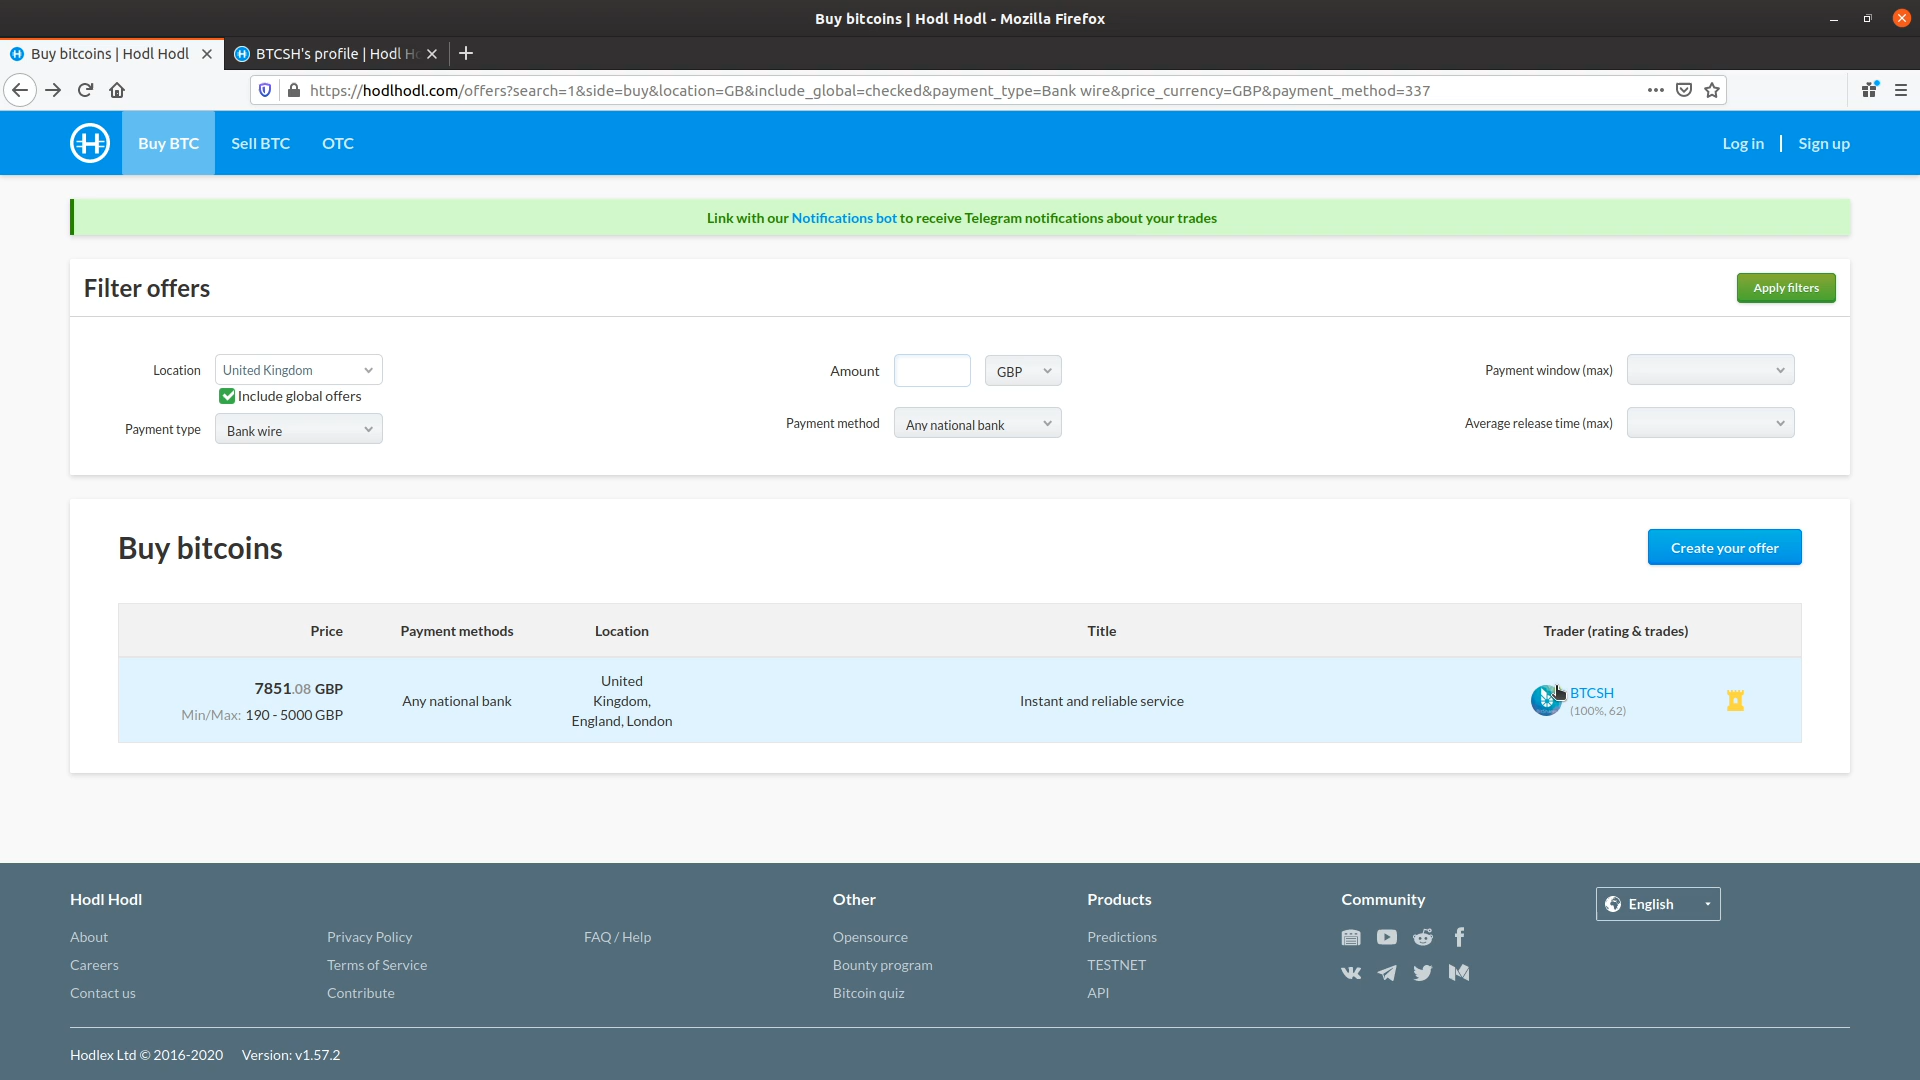 Buy bitcoins | Hodl Hodl - Mozilla Firefox
Buy bitcoins | Hodl Hodl
BTCSH's profile | Hodl Ho
https://hodlhodl.com/offers?search=1&side=buy&location=GB&include_global=checked&payment_type=Bank wire&price_currency=GBP&payment_method=337
Buy BTC
Sell BTC
OTC
Log in | Sign up
Link with our Notifications bot to receive Telegram notifications about your trades
Filter offers
Apply filters
Location
United Kingdom
Include global offers
Payment type
Bank wire
Amount
GBP
Payment method
Any national bank
Payment window (max)
Average release time (max)
Buy bitcoins
Create your offer
Price
Payment methods
Location
Title
Trader (rating & trades)
7851.08 GBP
Min/Max: 190 - 5000 GBP
Any national bank
United
Kingdom,
England, London
Instant and reliable service
BTCSH
(100%, 62)
Hodl Hodl
About
Careers
Contact us
Privacy Policy
Terms of Service
Contribute
FAQ / Help
Other
Opensource
Bounty program
Bitcoin quiz
Products
Predictions
TESTNET
API
Community
English
Hodlex Ltd © 2016-2020
Version: v1.57.2